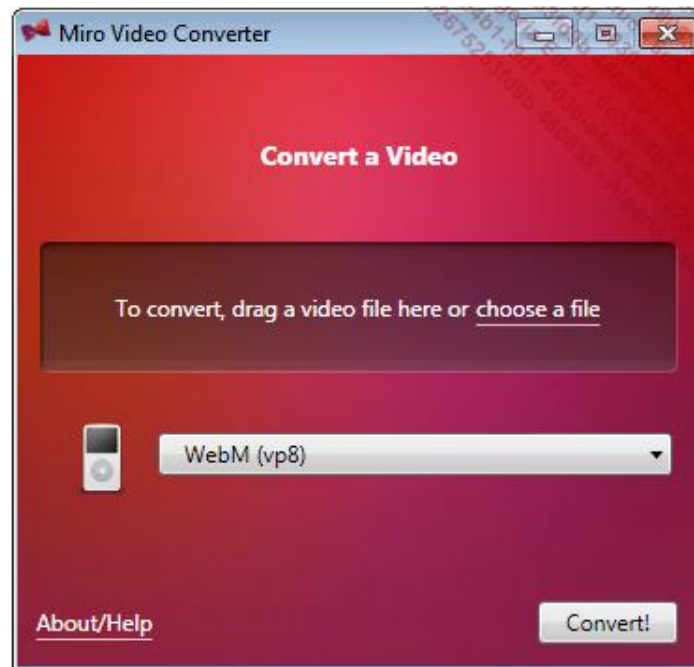 Miro Video Converter
Convert a Video
To convert, drag a video file here or choose a file
WebM (vp8)
About/Help
Convert!